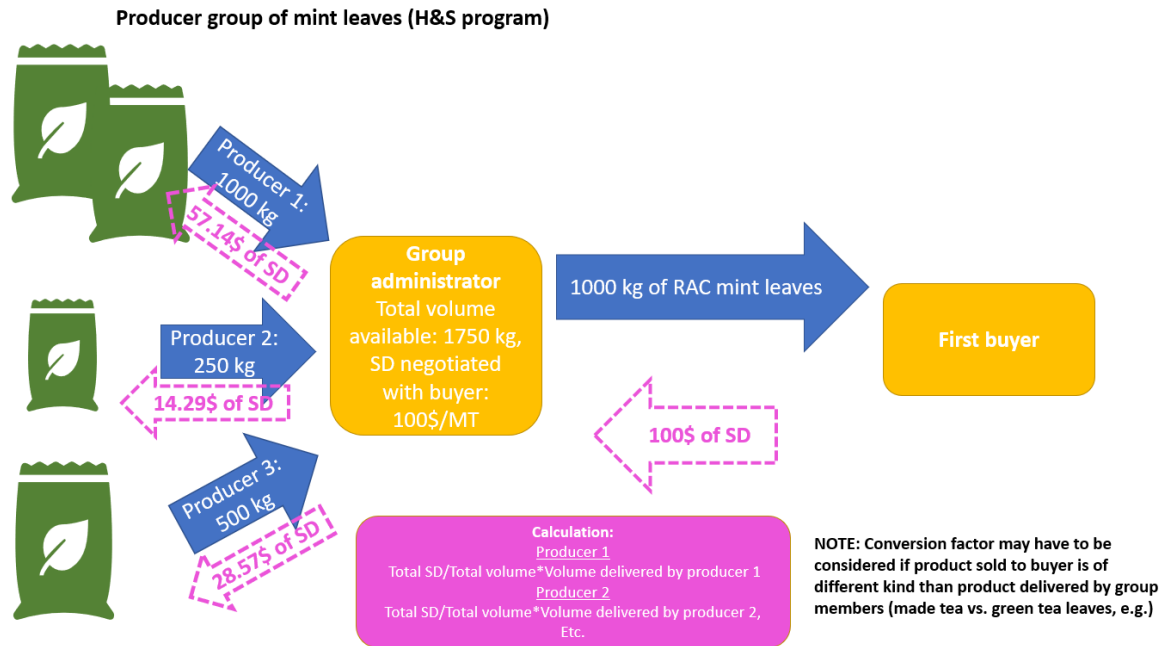 Producer group of mint leaves (H&S program)
Producer 1:
1000 kg
57.14$ of SD
Producer 2:
250 kg
14.29$ of SD
Producer 3:
500 kg
28.57$ of SD
Group
administrator
Total volume
available: 1750 kg,
SD negotiated
with buyer:
100$/MT
1000 kg of RAC mint leaves
First buyer
100$ of SD
Calculation:
Producer 1
Total SD/Total volume*Volume delivered by producer 1
Producer 2
Total SD/Total volume*Volume delivered by producer 2,
Etc.
NOTE: Conversion factor may have to be
considered if product sold to buyer is of
different kind than product delivered by group
members (made tea vs. green tea leaves, e.g.)